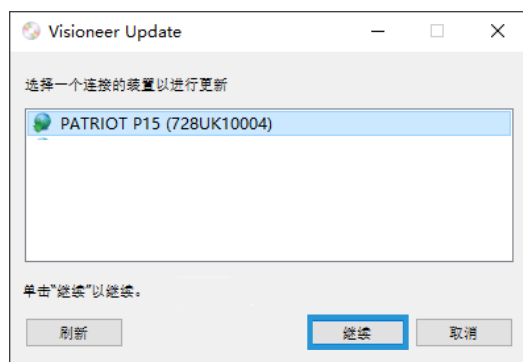 Visioneer Update
选择一个连接的装置以进行更新
PATRIOT P15 (728UK10004)
单击“继续”以继续。
刷新 继续 取消